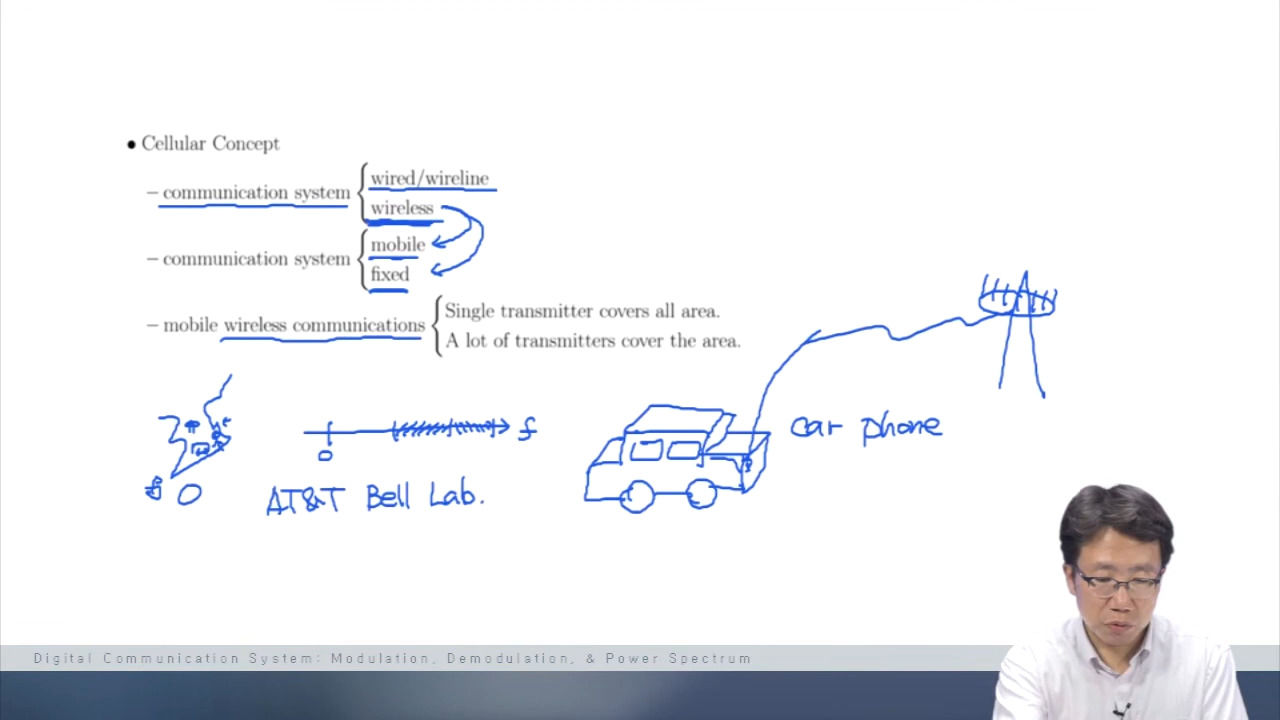 • Cellular Concept
– communication system { wired/wireline
wireless
– communication system { mobile
fixed
– mobile wireless communications { Single transmitter covers all area.
A lot of transmitters cover the area.
0 f
AT&T Bell Lab.
car phone
Digital Communication System: Modulation, Demodulation, & Power Spectrum